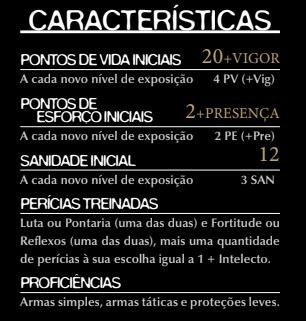 CARACTERÍSTICAS
PONTOS DE VIDA INICIAIS 20+VIGOR
A cada novo nível de exposição 4 PV (+Vig)
PONTOS DE
ESFORÇO INICIAIS 2+PRESENÇA
A cada novo nível de exposição 2 PE (+Pre)
SANIDADE INICIAL 12
A cada novo nível de exposição 3 SAN
PERÍCIAS TREINADAS
Luta ou Pontaria (uma das duas) e Fortitude ou
Reflexos (uma das duas), mais uma quantidade
de perícias à sua escolha igual a 1 + Intelecto.
PROFICIÊNCIAS
Armas simples, armas táticas e proteções leves.